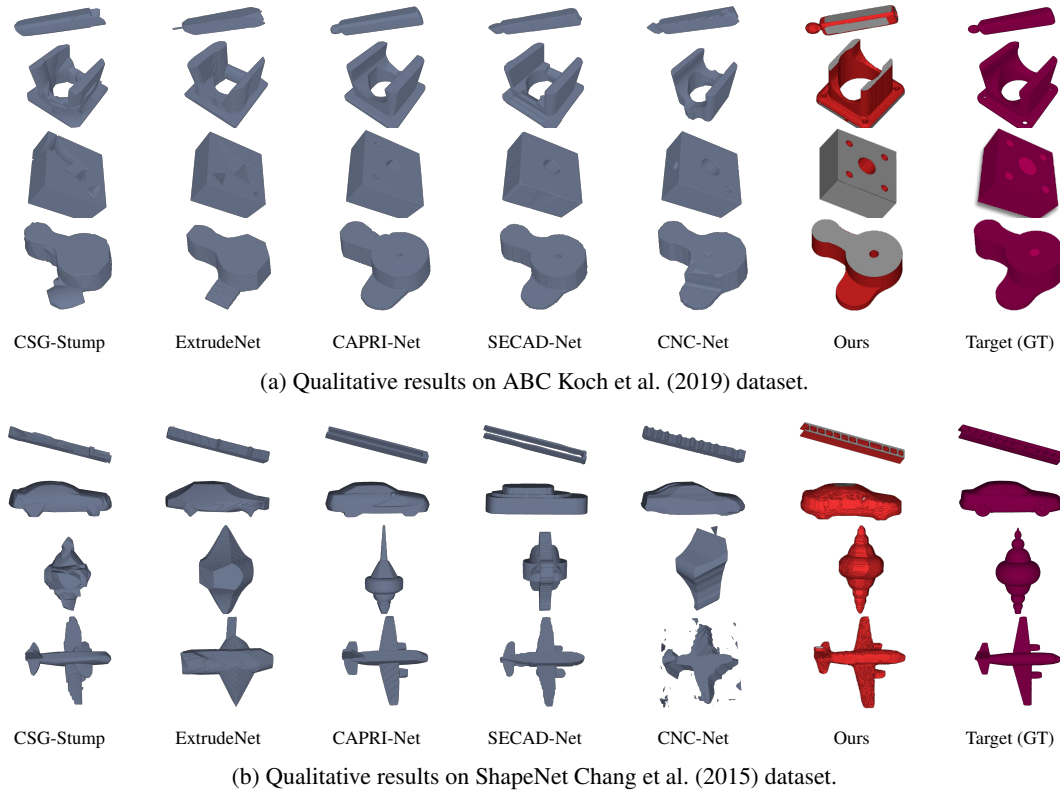 CSG-Stump ExtrudeNet CAPRI-Net SECAD-Net CNC-Net Ours Target (GT)
(a) Qualitative results on ABC Koch et al. (2019) dataset.
CSG-Stump ExtrudeNet CAPRI-Net SECAD-Net CNC-Net Ours Target (GT)
(b) Qualitative results on ShapeNet Chang et al. (2015) dataset.